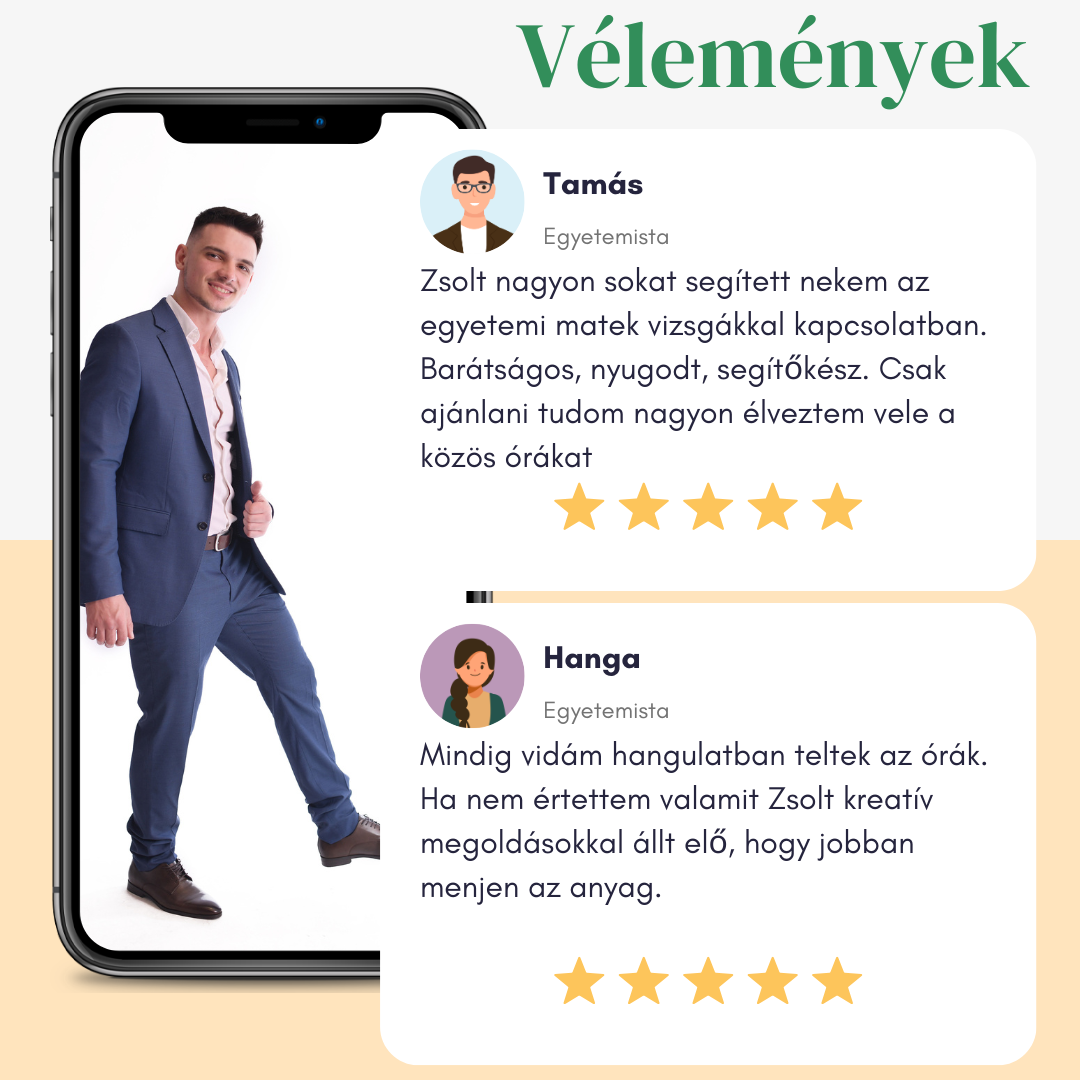 Vélemények
Tamás
Egyetemista
Zsolt nagyon sokat segített nekem az
egyetemi matek vizsgákkal kapcsolatban.
Barátságos, nyugodt, segítőkész. Csak
ajánlani tudom nagyon élveztem vele a
közös órákat
Hanga
Egyetemista
Mindig vidám hangulatban teltek az órák.
Ha nem értettem valamit Zsolt kreatív
megoldásokkal állt elő, hogy jobban
menjen az anyag.